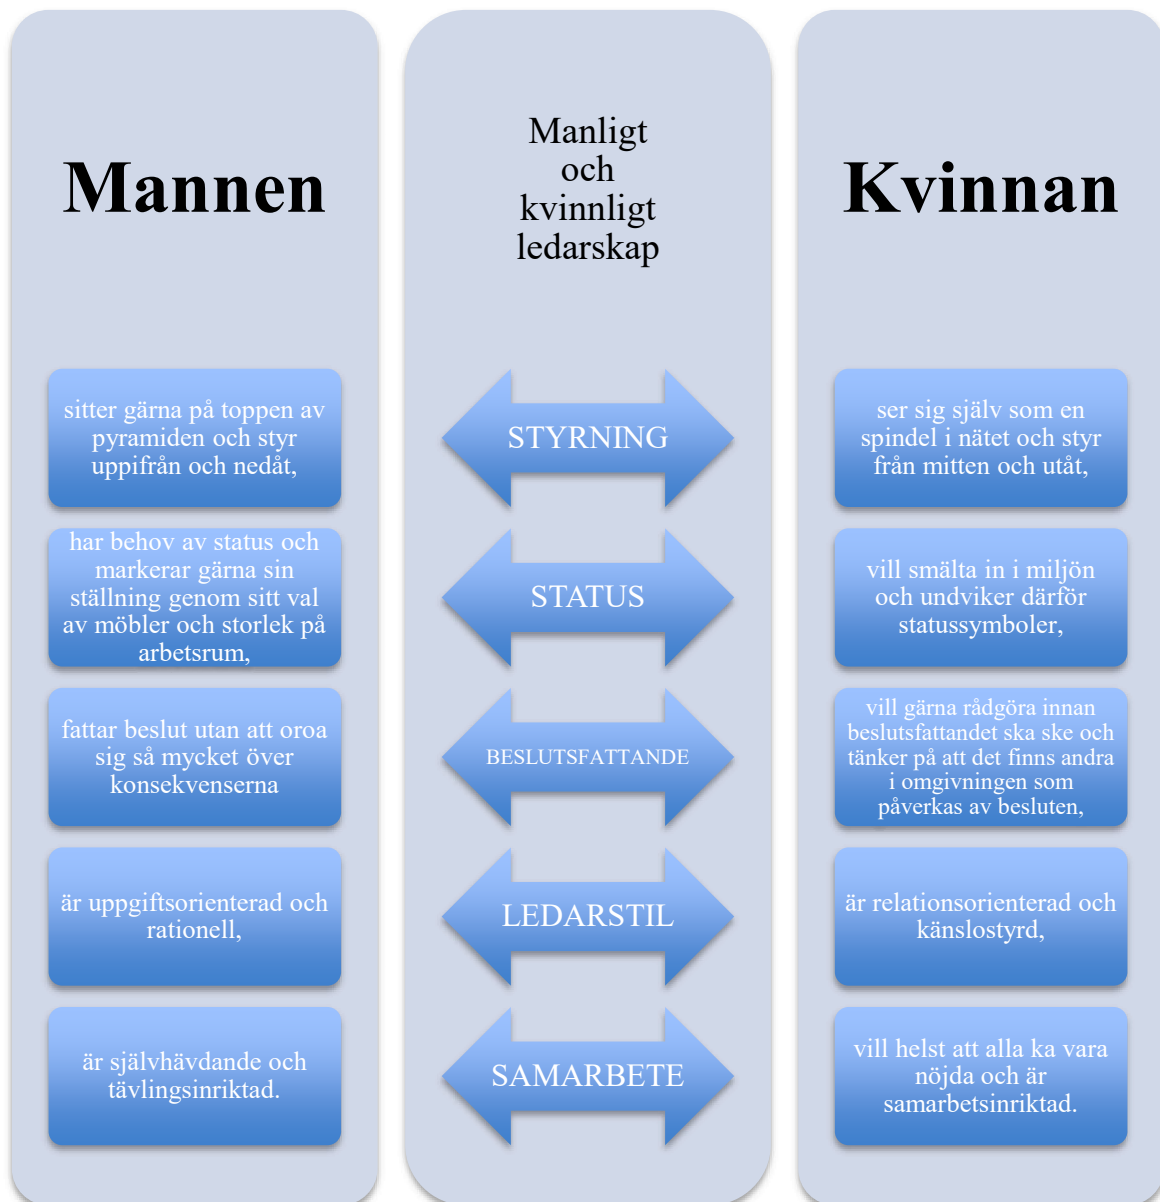 Mannen
Manligt
och
kvinnligt
ledarskap
Kvinnan
sitter gärna på toppen av
pyramiden och styr
uppifrån och nedåt,
STYRNING
ser sig själv som en
spindel i nätet och styr
från mitten och utåt,
har behov av status och
markerar gärna sin
ställning genom sitt val
av möbler och storlek på
arbetsrum,
STATUS
vill smälta in i miljön
och undviker därför
statussymboler,
fattar beslut utan att oroa
sig så mycket över
konsekvenserna
BESLUTSFATTANDE
vill gärna rådgöra innan
beslutsfattandet ska ske och
tänker på att det finns andra
i omgivningen som
påverkas av besluten,
är uppgiftsorienterad och
rationell,
LEDARSTIL
är relationsorienterad och
känslostyrd,
är självhävdande och
tävlingsinriktad.
SAMARBETE
vill helst att alla ka vara
nöjda och är
samarbetsinriktad.